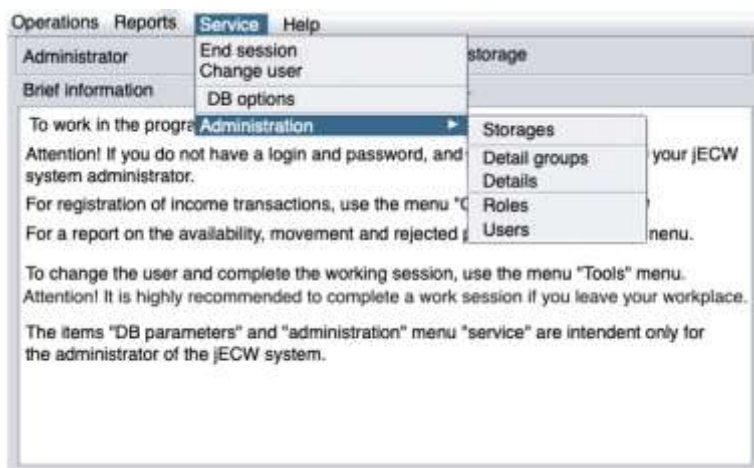 Operations Reports Service Help
Administrator
End session
storage
Change user
Brief information
DB options
To work in the progra
Administration
Storages
Attention! If you do not have a login and password, and
Detail groups
your jECW
system administrator.
Details
For registration of income transactions, use the menu "
Roles
For a report on the availability, movement and rejected
Users
menu.
To change the user and complete the working session, use the menu "Tools" menu.
Attention! It is highly recommended to complete a work session if you leave your workplace.
The items "DB parameters" and "administration" menu "service" are intendent only for
the administrator of the jECW system.